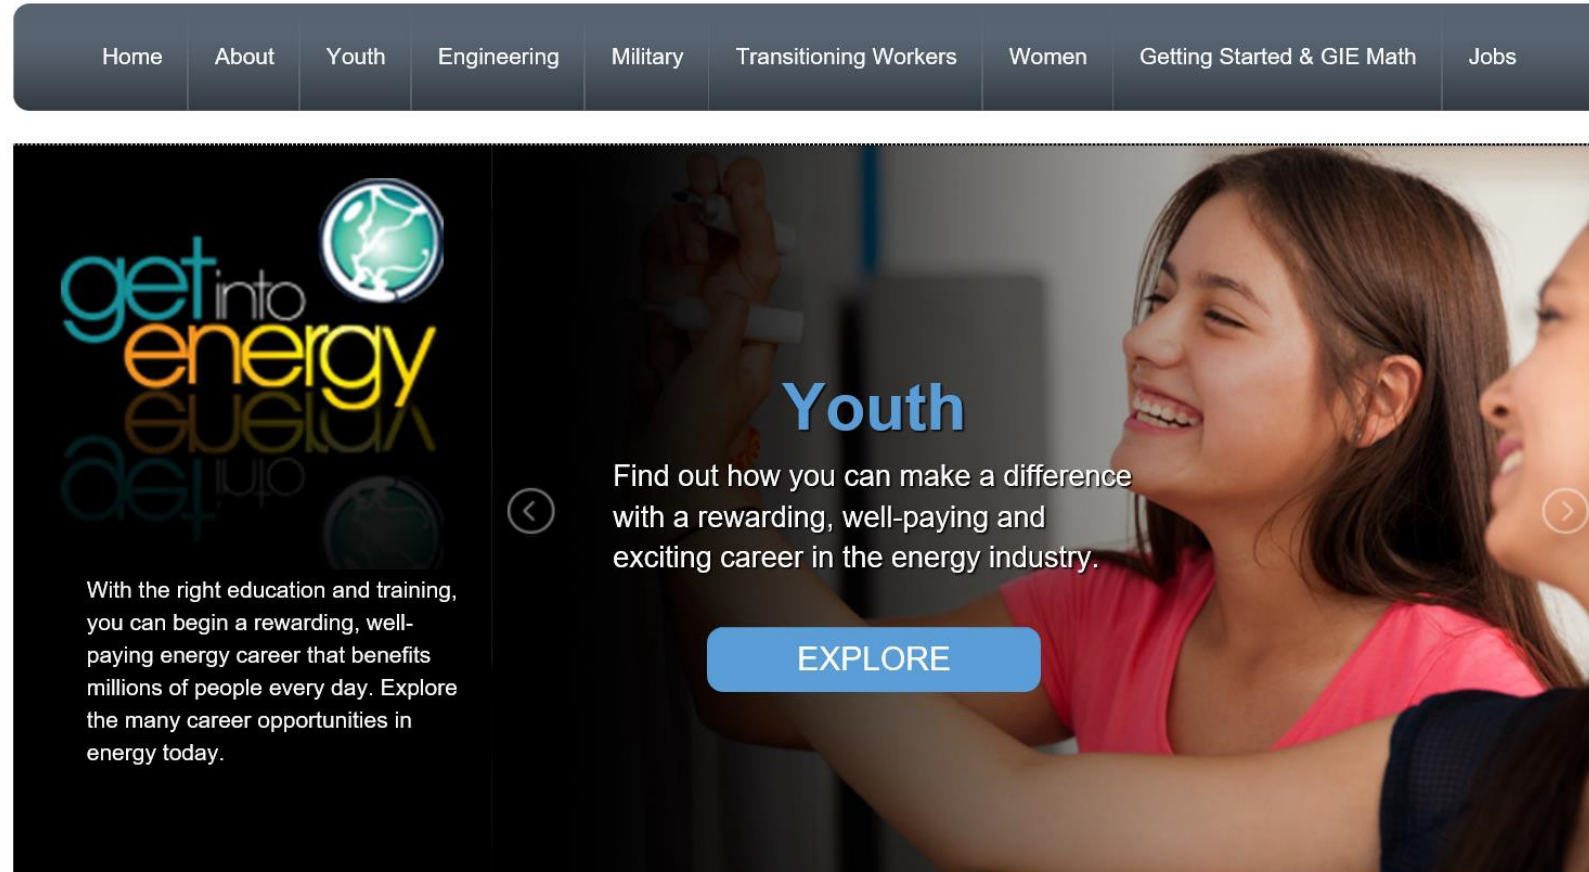 Home About Youth Engineering Military Transitioning Workers Women Getting Started & GIE Math Jobs
get into
energy
With the right education and training,
you can begin a rewarding, well-
paying energy career that benefits
millions of people every day. Explore
the many career opportunities in
energy today.
Youth
Find out how you can make a difference
with a rewarding, well-paying and
exciting career in the energy industry.
EXPLORE